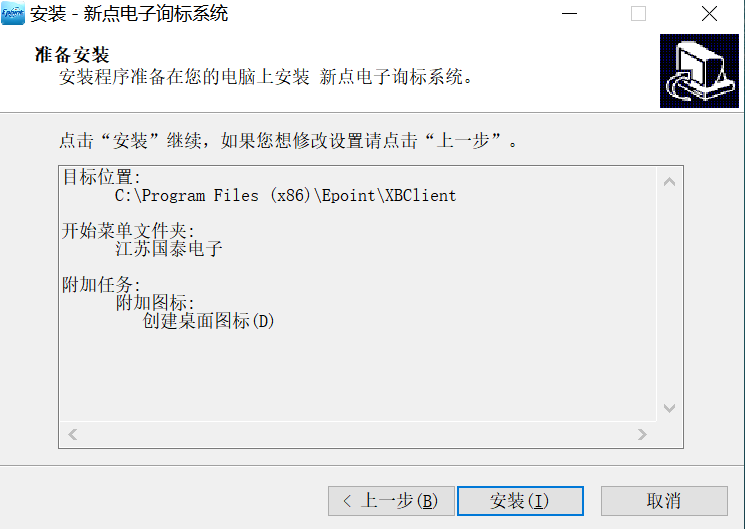 Epoint 安装 - 新点电子询标系统
准备安装
安装程序准备在您的电脑上安装 新点电子询标系统。
点击“安装”继续，如果您想修改设置请点击“上一步”。
目标位置:
C:\Program Files (x86)\Epoint\XBClient
开始菜单文件夹:
江苏国泰电子
附加任务:
附加图标:
创建桌面图标(D)
< 上一步(B) 安装(I) 取消